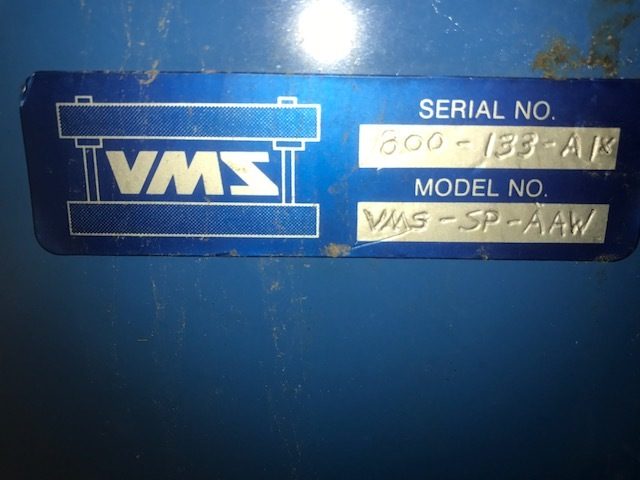 VMS
SERIAL NO.
800-133-AK
MODEL NO.
VMS-SP-AAW